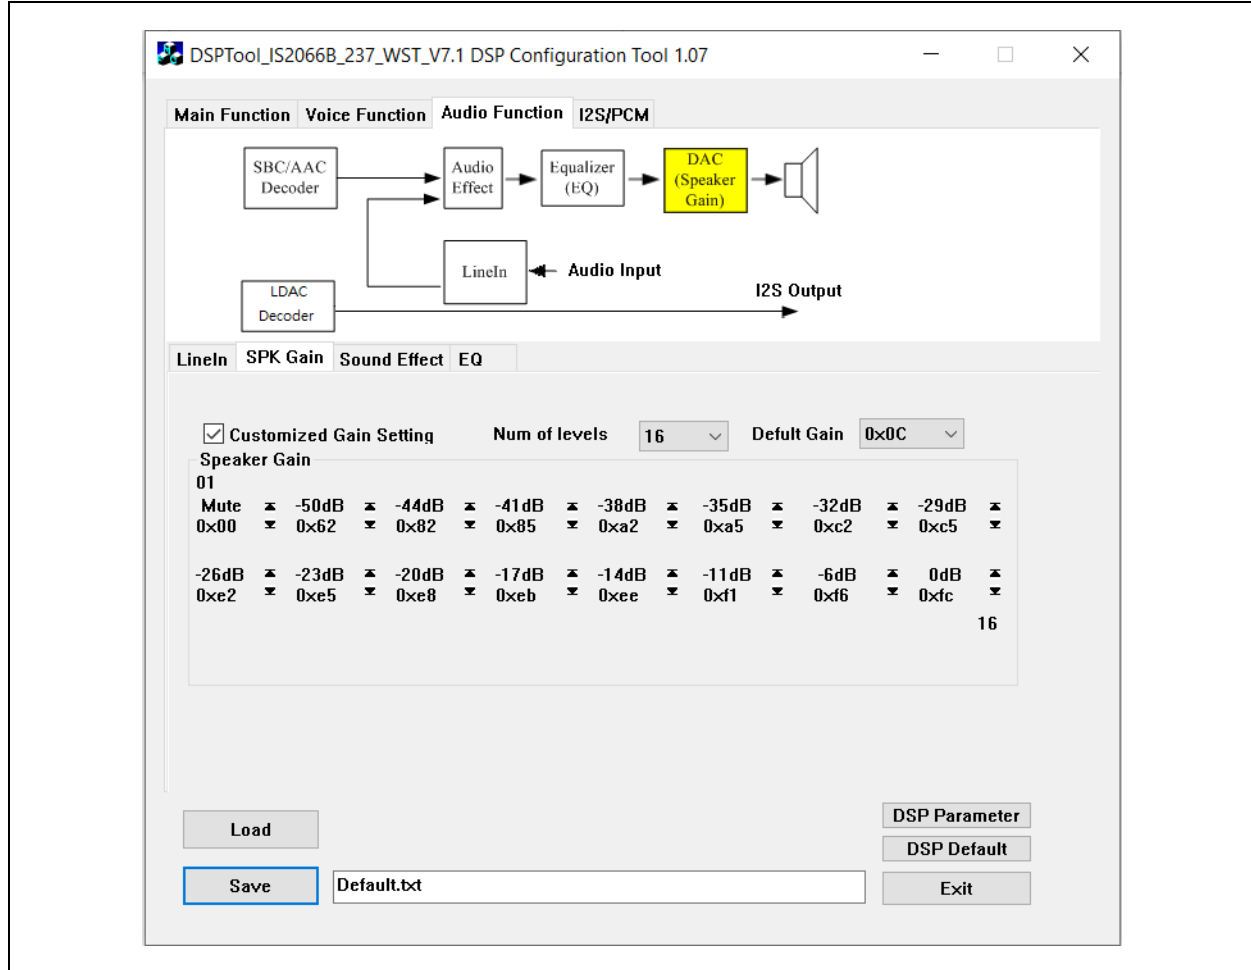 DSPTool_IS2066B_237_WST_V7.1 DSP Configuration Tool 1.07
Main Function Voice Function Audio Function I2S/PCM
SBC/AAC
Decoder
Audio
Effect
Equalizer
(EQ)
DAC
(Speaker
Gain)
LineIn
Audio Input
LDAC
Decoder
I2S Output
LineIn SPK Gain Sound Effect EQ
Customized Gain Setting Num of levels 16 Defult Gain 0x0C
Speaker Gain
01
Mute -50dB -44dB -41dB -38dB -35dB -32dB -29dB
0x00 0x62 0x82 0x85 0xa2 0xa5 0xc2 0xc5
-26dB -23dB -20dB -17dB -14dB -11dB -6dB 0dB
0xe2 0xe5 0xe8 0xeb 0xee 0xf1 0xf6 0xfc
16
Load
DSP Parameter
DSP Default
Save Default.txt Exit